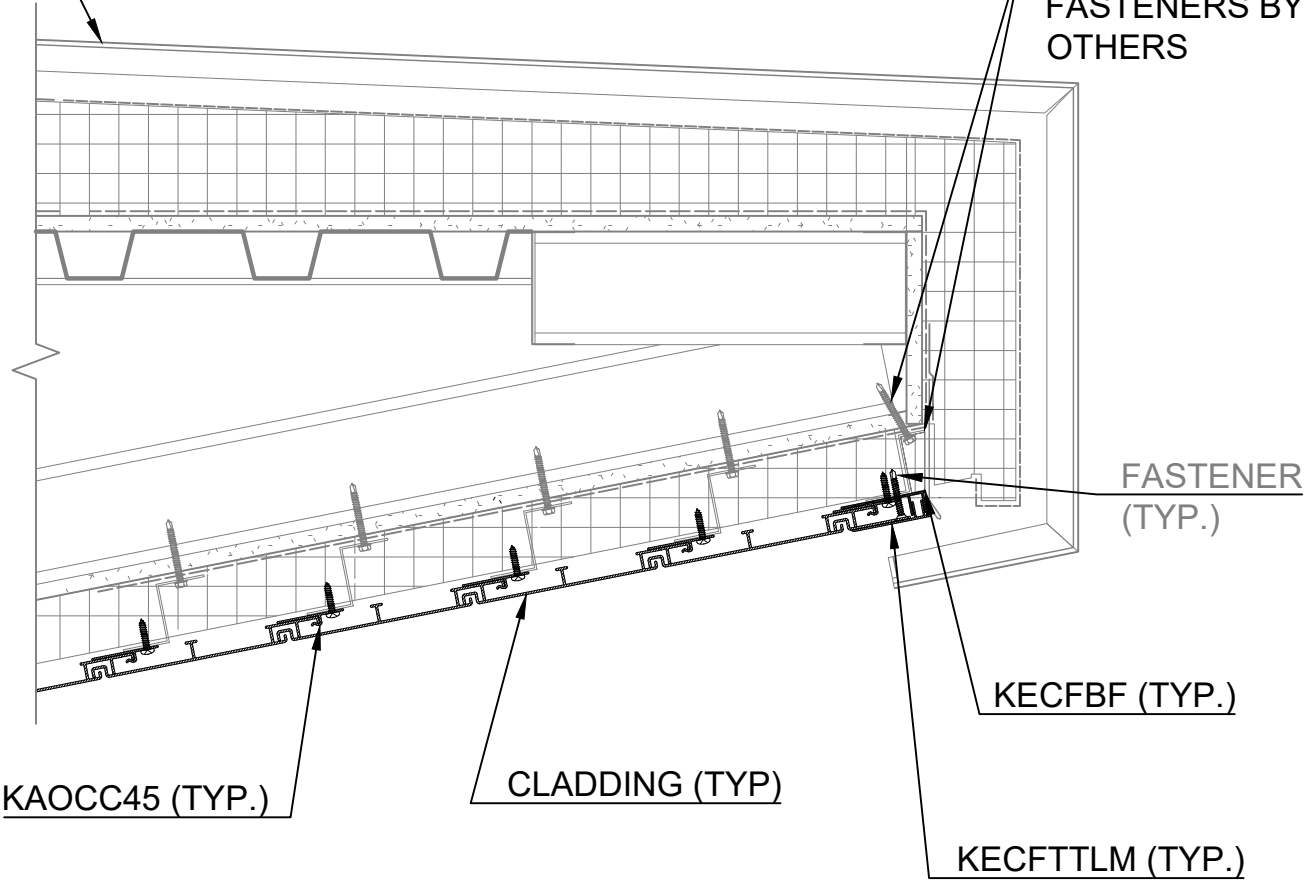 FASTENERS BY
OTHERS
FASTENER
(TYP.)
KECFBF (TYP.)
KAOCC45 (TYP.)
CLADDING (TYP)
KECFTTLM (TYP.)